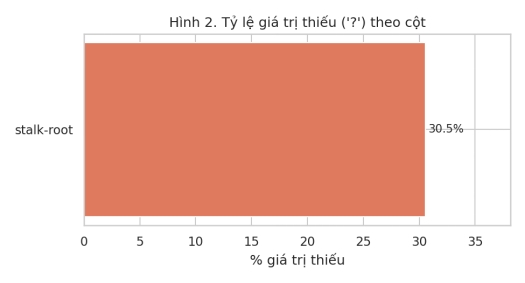 Hình 2. Tỷ lệ giá trị thiếu ('?') theo cột
stalk-root
30.5%
0 5 10 15 20 25 30 35
% giá trị thiếu